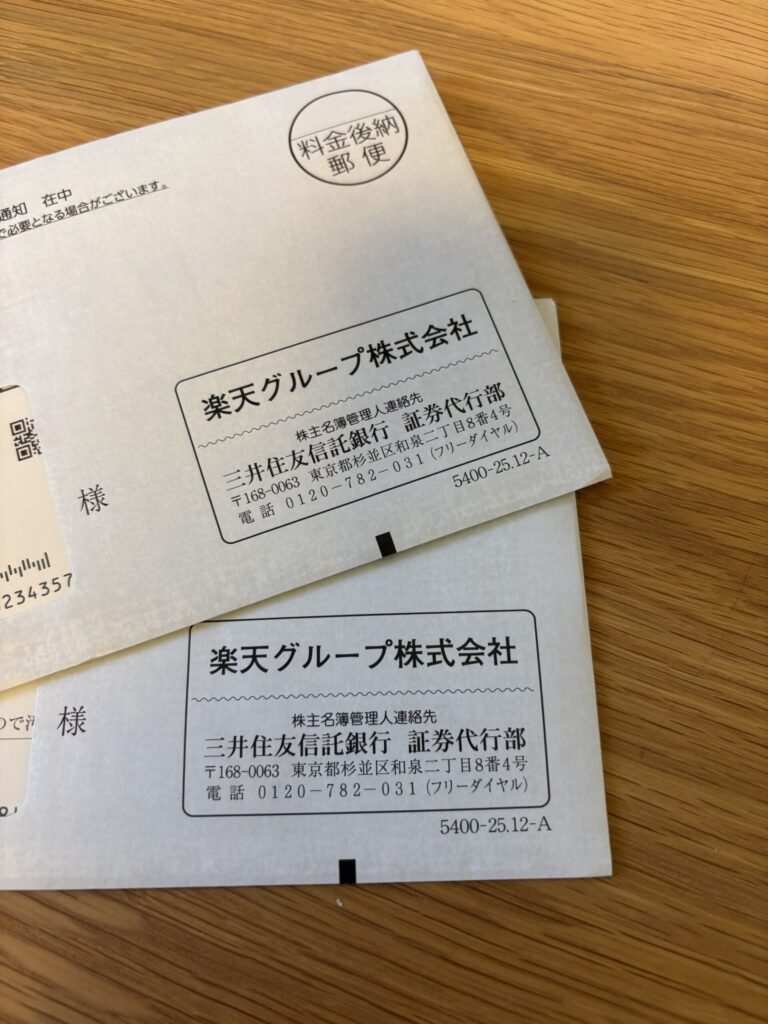 料金後納
郵便
通知 在中
で必要となる場合がございます。
楽天グループ株式会社
株主名簿管理人連絡先
三井住友信託銀行 証券代行部
〒168-0063 東京都杉並区和泉二丁目8番4号
電話 0120-782-031(フリーダイヤル)
5400-25.12-A
様
234357
楽天グループ株式会社
株主名簿管理人連絡先
三井住友信託銀行 証券代行部
〒168-0063 東京都杉並区和泉二丁目8番4号
電話 0120-782-031(フリーダイヤル)
5400-25.12-A
様